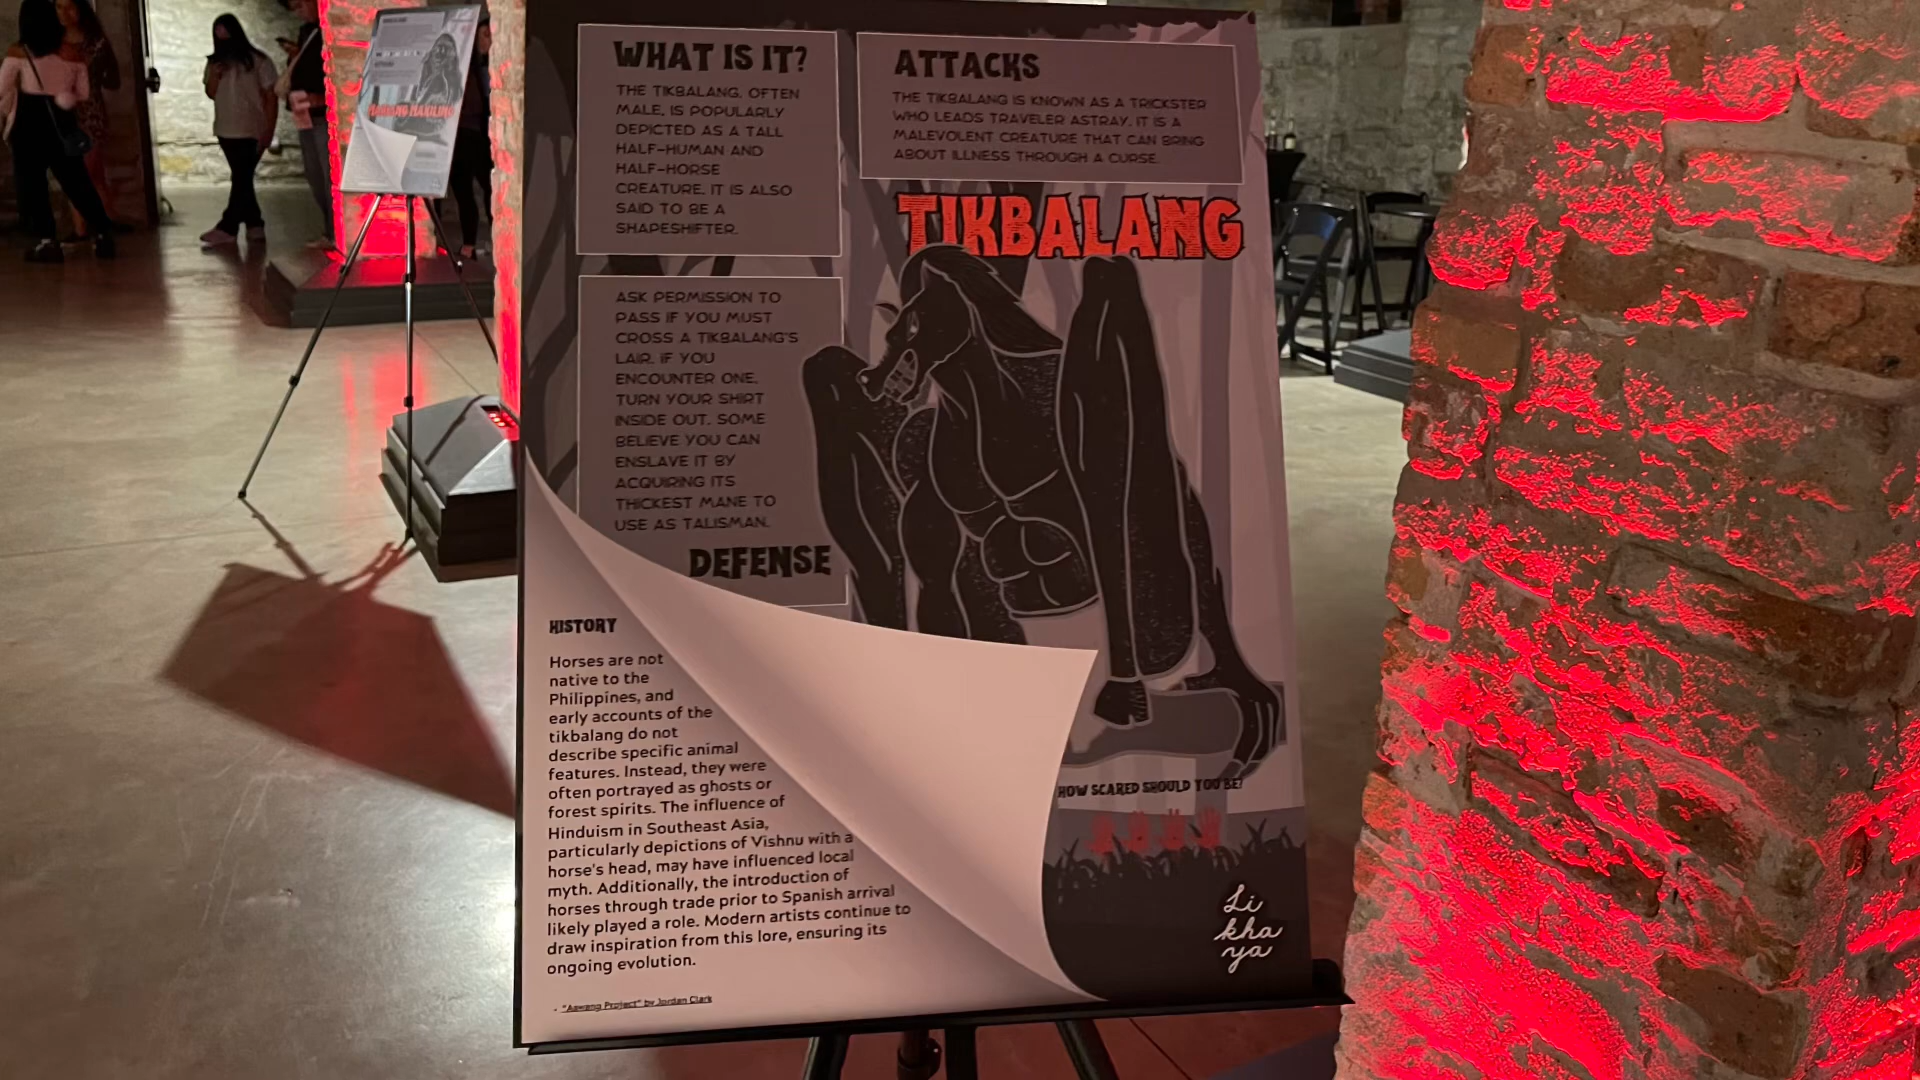 WHAT IS IT?
THE TIKBALANG, OFTEN
MALE, IS POPULARLY
DEPICTED AS A TALL
HALF-HUMAN AND
HALF-HORSE
CREATURE. IT IS ALSO
SAID TO BE A
SHAPESHIFTER.
ATTACKS
THE TIKBALANG IS KNOWN AS A TRICKSTER
WHO LEADS TRAVELER ASTRAY. IT IS A
MALEVOLENT CREATURE THAT CAN BRING
ABOUT ILLNESS THROUGH A CURSE.
TIKBALANG
ASK PERMISSION TO
PASS IF YOU MUST
CROSS A TIKBALANG'S
LAIR. IF YOU
ENCOUNTER ONE,
TURN YOUR SHIRT
INSIDE OUT. SOME
BELIEVE YOU CAN
ENSLAVE IT BY
ACQUIRING ITS
THICKEST MANE TO
USE AS TALISMAN.
DEFENSE
HISTORY
Horses are not
native to the
Philippines, and
early accounts of the
tikbalang do not
describe specific animal
features. Instead, they were
often portrayed as ghosts or
forest spirits. The influence of
Hinduism in Southeast Asia,
particularly depictions of Vishnu with a
horse's head, may have influenced local
myth. Additionally, the introduction of
horses through trade prior to Spanish arrival
likely played a role. Modern artists continue to
draw inspiration from this lore, ensuring its
ongoing evolution.
- "Aswang Project" by Jordan Clark
HOW SCARED SHOULD YOU BE?
Li
kha
ya